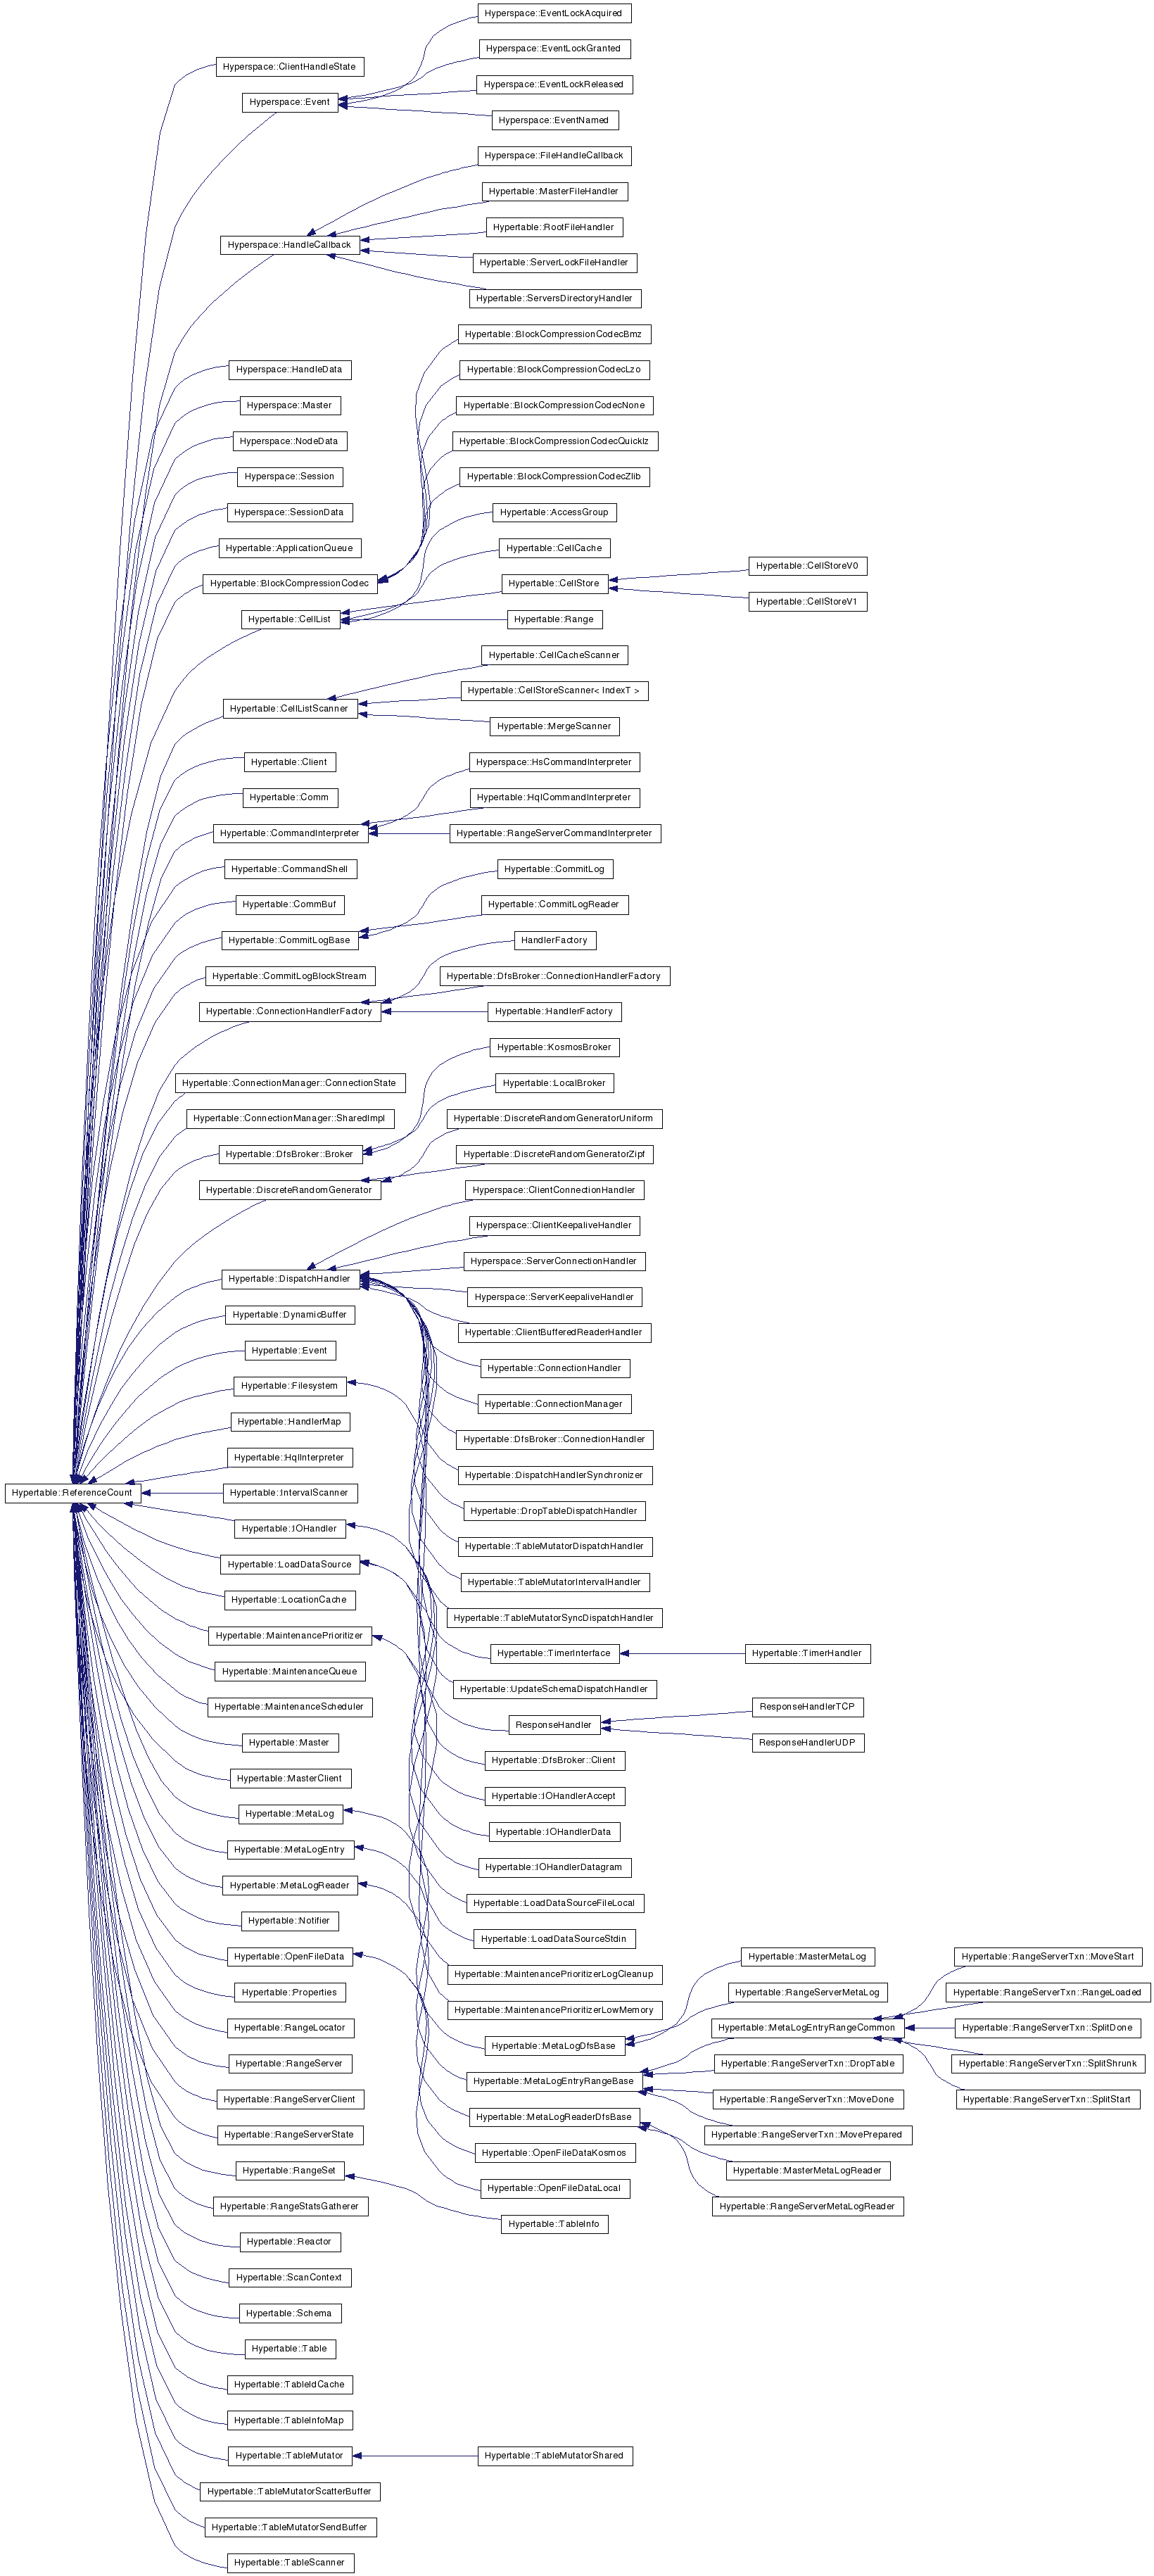 Hyperspace::EventLockAcquired
Hyperspace::EventLockGranted
Hyperspace::ClientHandleState
Hyperspace::EventLockReleased
Hyperspace::Event
Hyperspace::EventNamed
Hyperspace::FileHandleCallback
Hypertable::MasterFileHandler
Hypertable::RootFileHandler
Hyperspace::HandleCallback
Hypertable::ServerLockFileHandler
Hypertable::ServersDirectoryHandler
Hypertable::BlockCompressionCodecBmz
Hyperspace::HandleData
Hypertable::BlockCompressionCodecLzo
Hyperspace::Master
Hypertable::BlockCompressionCodecNone
Hyperspace::NodeData
Hypertable::BlockCompressionCodecQuicklz
Hyperspace::Session
Hypertable::BlockCompressionCodecZlib
Hyperspace::SessionData
Hypertable::AccessGroup
Hypertable::ApplicationQueue
Hypertable::CellCache
Hypertable::CellStoreV0
Hypertable::BlockCompressionCodec
Hypertable::CellStore
Hypertable::CellStoreV1
Hypertable::CellList
Hypertable::Range
Hypertable::CellCacheScanner
Hypertable::CellStoreScanner< IndexT >
Hypertable::CellListScanner
Hypertable::MergeScanner
Hypertable::Client
Hyperspace::HsCommandInterpreter
Hypertable::Comm
Hypertable::HqlCommandInterpreter
Hypertable::CommandInterpreter
Hypertable::RangeServerCommandInterpreter
Hypertable::CommandShell
Hypertable::CommitLog
Hypertable::CommBuf
Hypertable::CommitLogReader
Hypertable::CommitLogBase
HandlerFactory
Hypertable::CommitLogBlockStream
Hypertable::DfsBroker::ConnectionHandlerFactory
Hypertable::ConnectionHandlerFactory
Hypertable::HandlerFactory
Hypertable::KosmosBroker
Hypertable::ConnectionManager::ConnectionState
Hypertable::LocalBroker
Hypertable::ConnectionManager::SharedImpl
Hypertable::DiscreteRandomGeneratorUniform
Hypertable::DfsBroker::Broker
Hypertable::DiscreteRandomGeneratorZipf
Hypertable::DiscreteRandomGenerator
Hyperspace::ClientConnectionHandler
Hyperspace::ClientKeepaliveHandler
Hyperspace::ServerConnectionHandler
Hypertable::DispatchHandler
Hyperspace::ServerKeepaliveHandler
Hypertable::DynamicBuffer
Hypertable::ClientBufferedReaderHandler
Hypertable::Event
Hypertable::ConnectionHandler
Hypertable::Filesystem
Hypertable::ConnectionManager
Hypertable::HandlerMap
Hypertable::DfsBroker::ConnectionHandler
Hypertable::HqlInterpreter
Hypertable::DispatchHandlerSynchronizer
Hypertable::ReferenceCount
Hypertable::IntervalScanner
Hypertable::DropTableDispatchHandler
Hypertable::IOHandler
Hypertable::TableMutatorDispatchHandler
Hypertable::LoadDataSource
Hypertable::TableMutatorIntervalHandler
Hypertable::LocationCache
Hypertable::TableMutatorSyncDispatchHandler
Hypertable::MaintenancePrioritizer
Hypertable::TimerInterface
Hypertable::TimerHandler
Hypertable::MaintenanceQueue
Hypertable::UpdateSchemaDispatchHandler
Hypertable::MaintenanceScheduler
ResponseHandlerTCP
ResponseHandler
Hypertable::Master
ResponseHandlerUDP
Hypertable::DfsBroker::Client
Hypertable::MasterClient
Hypertable::IOHandlerAccept
Hypertable::MetaLog
Hypertable::IOHandlerData
Hypertable::MetaLogEntry
Hypertable::IOHandlerDatagram
Hypertable::MetaLogReader
Hypertable::LoadDataSourceFileLocal
Hypertable::Notifier
Hypertable::LoadDataSourceStdin
Hypertable::OpenFileData
Hypertable::MasterMetaLog
Hypertable::RangeServerTxn::MoveStart
Hypertable::MaintenancePrioritizerLogCleanup
Hypertable::Properties
Hypertable::RangeServerMetaLog
Hypertable::RangeServerTxn::RangeLoaded
Hypertable::MaintenancePrioritizerLowMemory
Hypertable::RangeLocator
Hypertable::MetaLogEntryRangeCommon
Hypertable::RangeServerTxn::SplitDone
Hypertable::MetaLogDfsBase
Hypertable::RangeServer
Hypertable::RangeServerTxn::DropTable
Hypertable::RangeServerTxn::SplitShrunk
Hypertable::MetaLogEntryRangeBase
Hypertable::RangeServerClient
Hypertable::RangeServerTxn::MoveDone
Hypertable::RangeServerTxn::SplitStart
Hypertable::MetaLogReaderDfsBase
Hypertable::RangeServerState
Hypertable::RangeServerTxn::MovePrepared
Hypertable::OpenFileDataKosmos
Hypertable::RangeSet
Hypertable::MasterMetaLogReader
Hypertable::OpenFileDataLocal
Hypertable::RangeStatsGatherer
Hypertable::RangeServerMetaLogReader
Hypertable::TableInfo
Hypertable::Reactor
Hypertable::ScanContext
Hypertable::Schema
Hypertable::Table
Hypertable::TableIdCache
Hypertable::TableInfoMap
Hypertable::TableMutator
Hypertable::TableMutatorShared
Hypertable::TableMutatorScatterBuffer
Hypertable::TableMutatorSendBuffer
Hypertable::TableScanner